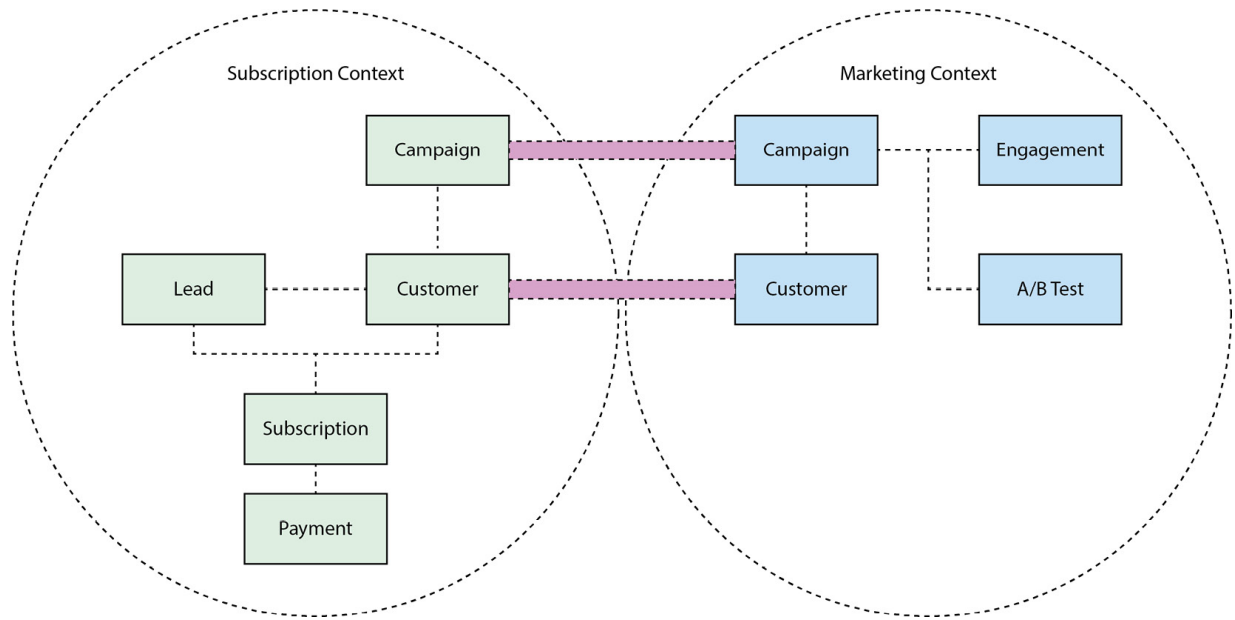 Subscription Context
Marketing Context
Campaign
Campaign
Engagement
Lead
Customer
Customer
A/B Test
Subscription
Payment